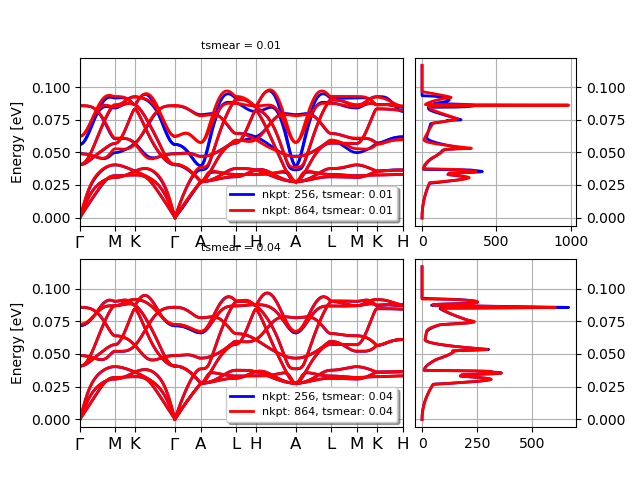 tsmear = 0.01
Energy [eV]
0.100
0.075
0.050
0.025
0.000
nkpt: 256, tsmear: 0.01
nkpt: 864, tsmear: 0.01
Γ M K Γ A L H A L M K H
0.100
0.075
0.050
0.025
0.000
0 500 1000
tsmear = 0.04
Energy [eV]
0.100
0.075
0.050
0.025
0.000
nkpt: 256, tsmear: 0.04
nkpt: 864, tsmear: 0.04
Γ M K Γ A L H A L M K H
0.100
0.075
0.050
0.025
0.000
0 250 500